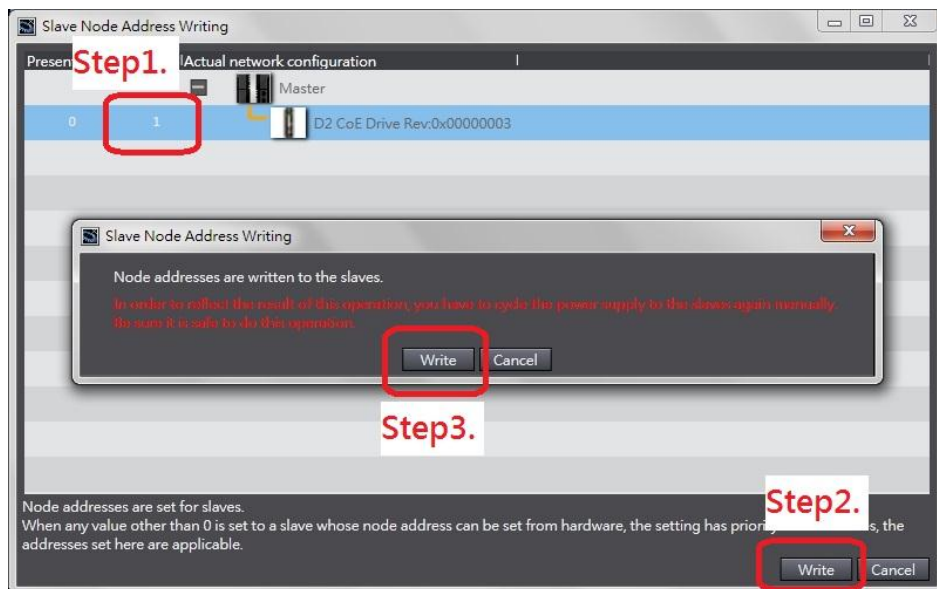 Slave Node Address Writing
Presen Step1. Actual network configuration
Master
0 1 D2 CoE Drive Rev:0x00000003
Slave Node Address Writing
Node addresses are written to the slaves.
In order to reflect the result of this operation, you have to cycle the power supply to the slaves again manually.
Be sure it is safe to do this operation.
Write Cancel
Step3.
Node addresses are set for slaves.
Step2.
When any value other than 0 is set to a slave whose node address can be set from hardware, the setting has priority s, the
addresses set here are applicable.
Write Cancel